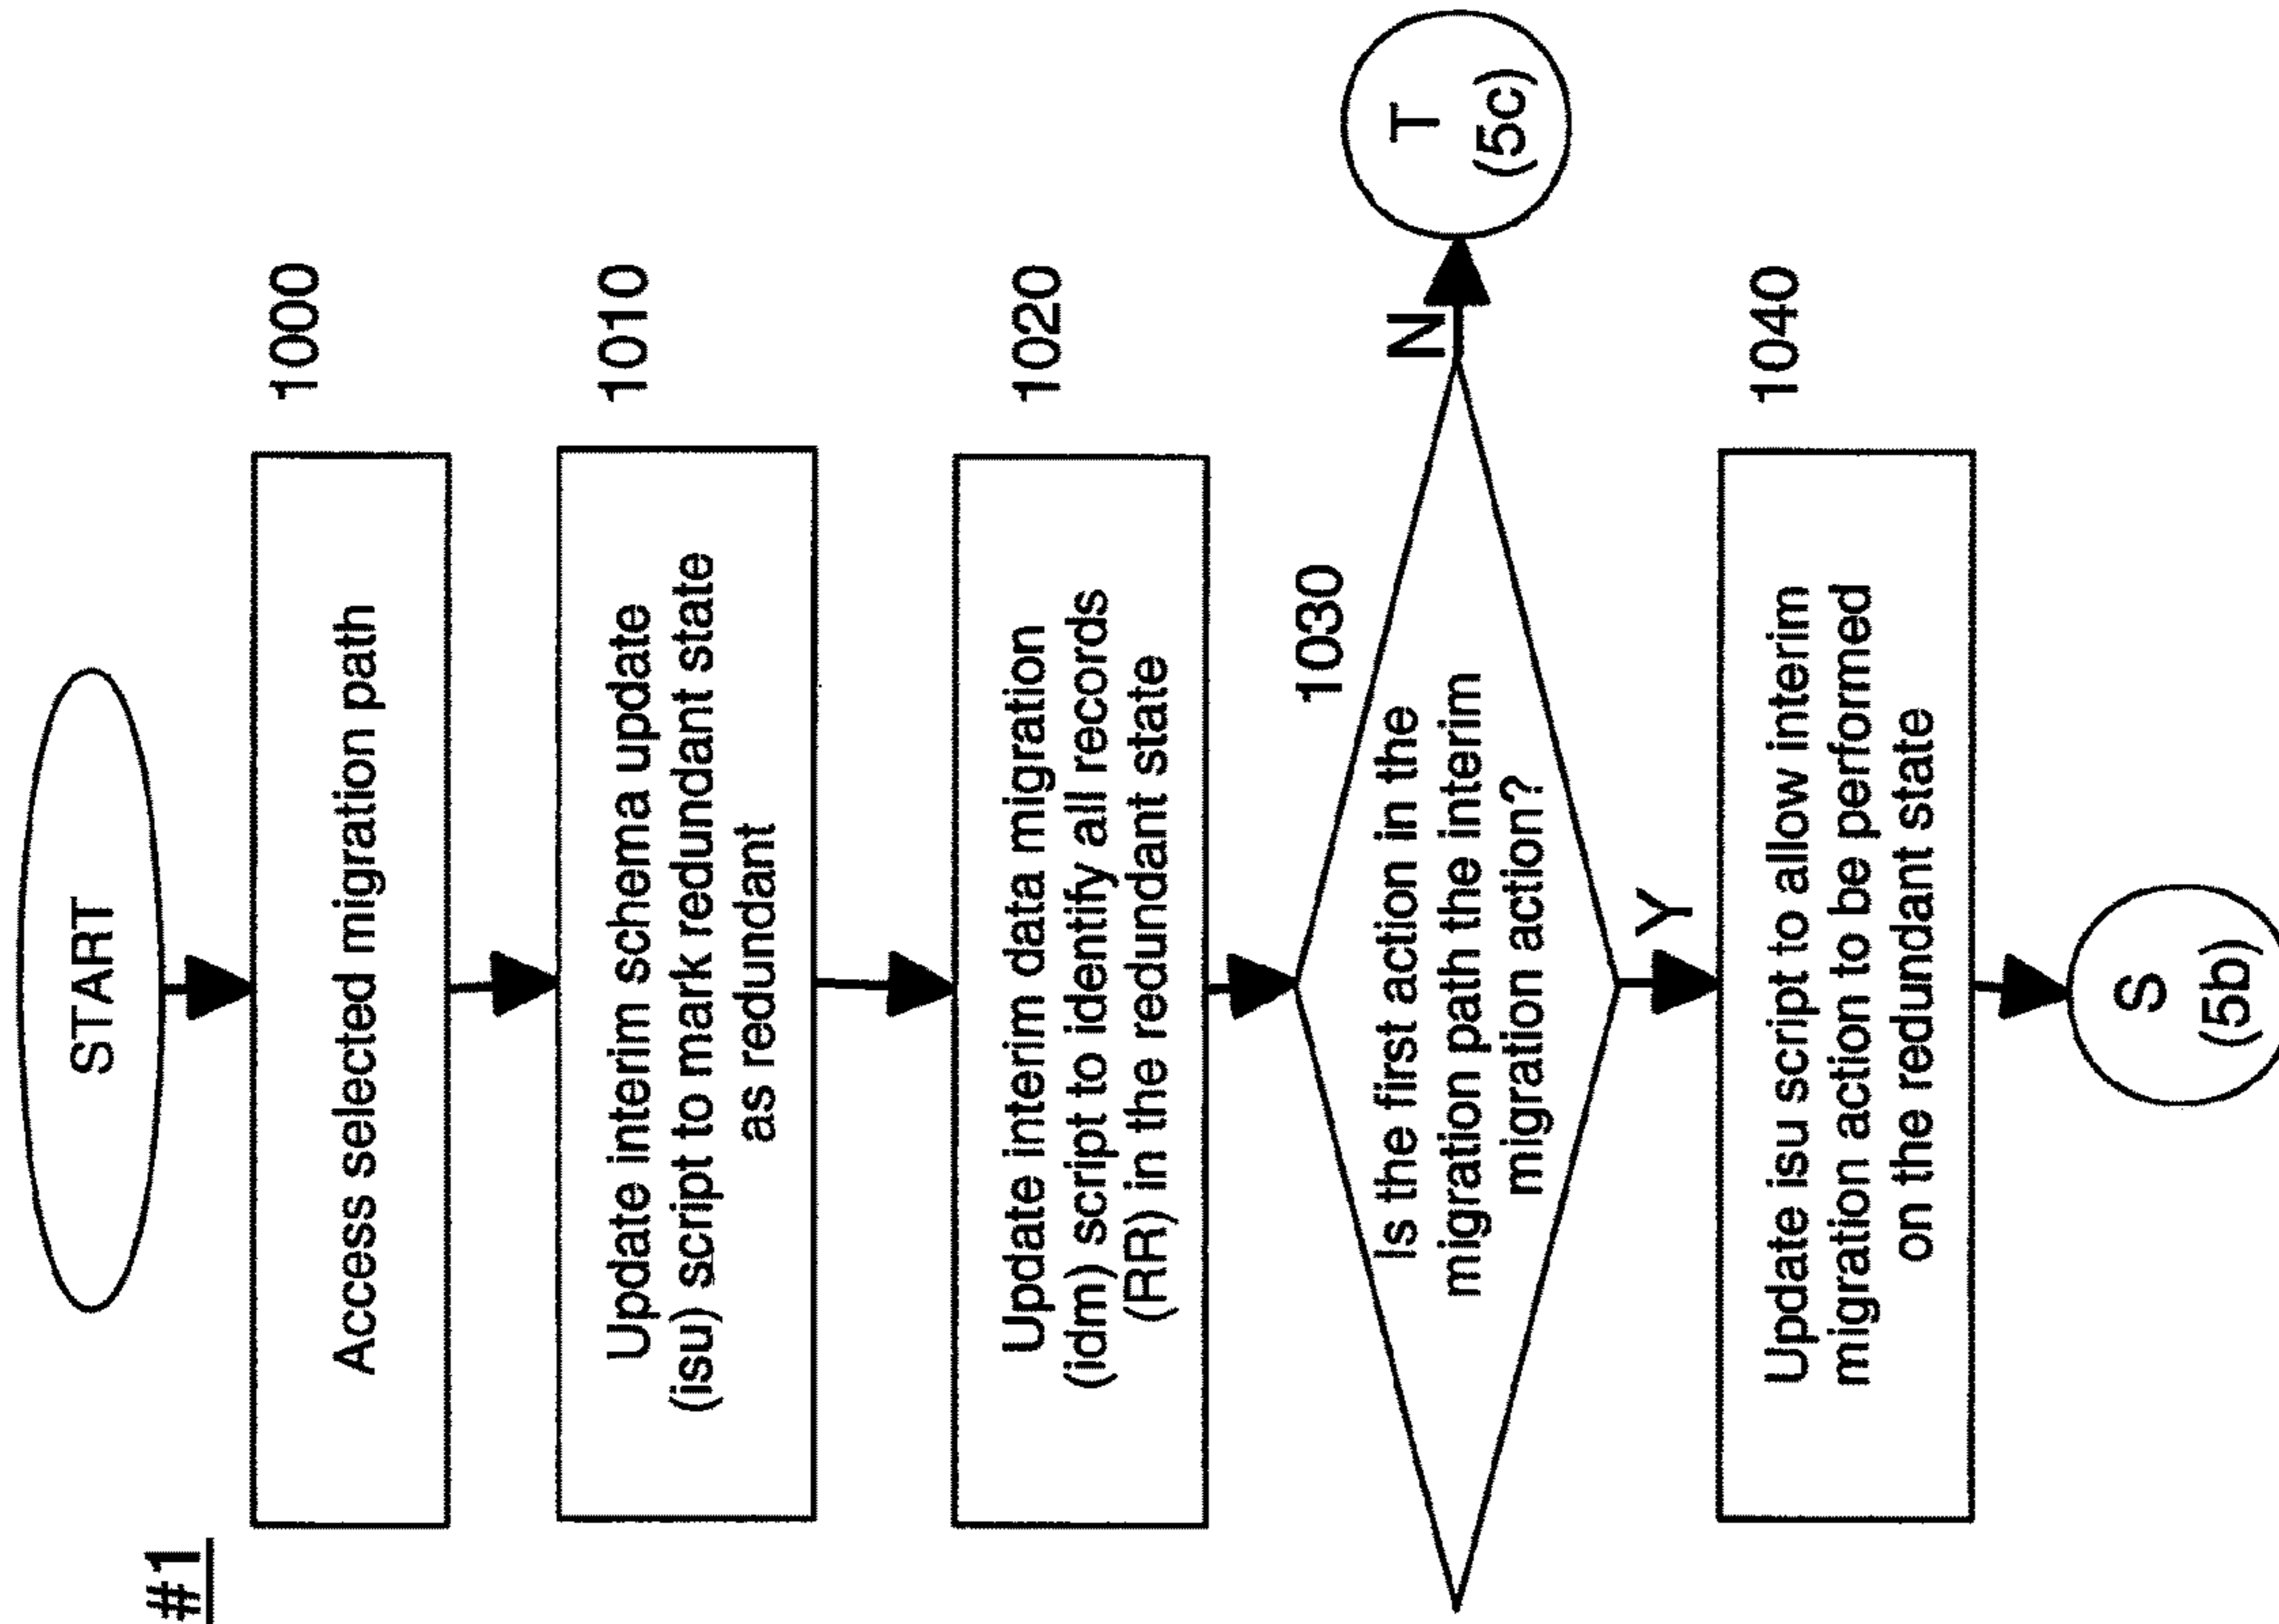 #1
START
1000
Access selected migration path
1010
Update interim schema update
(isu) script to mark redundant state
as redundant
1020
Update interim data migration
(idm) script to identify all records
(RR) in the redundant state
1030
Is the first action in the
migration path the interim
migration action?
N
T
(5c)
Y
1040
Update isu script to allow interim
migration action to be performed
on the redundant state
S
(5b)